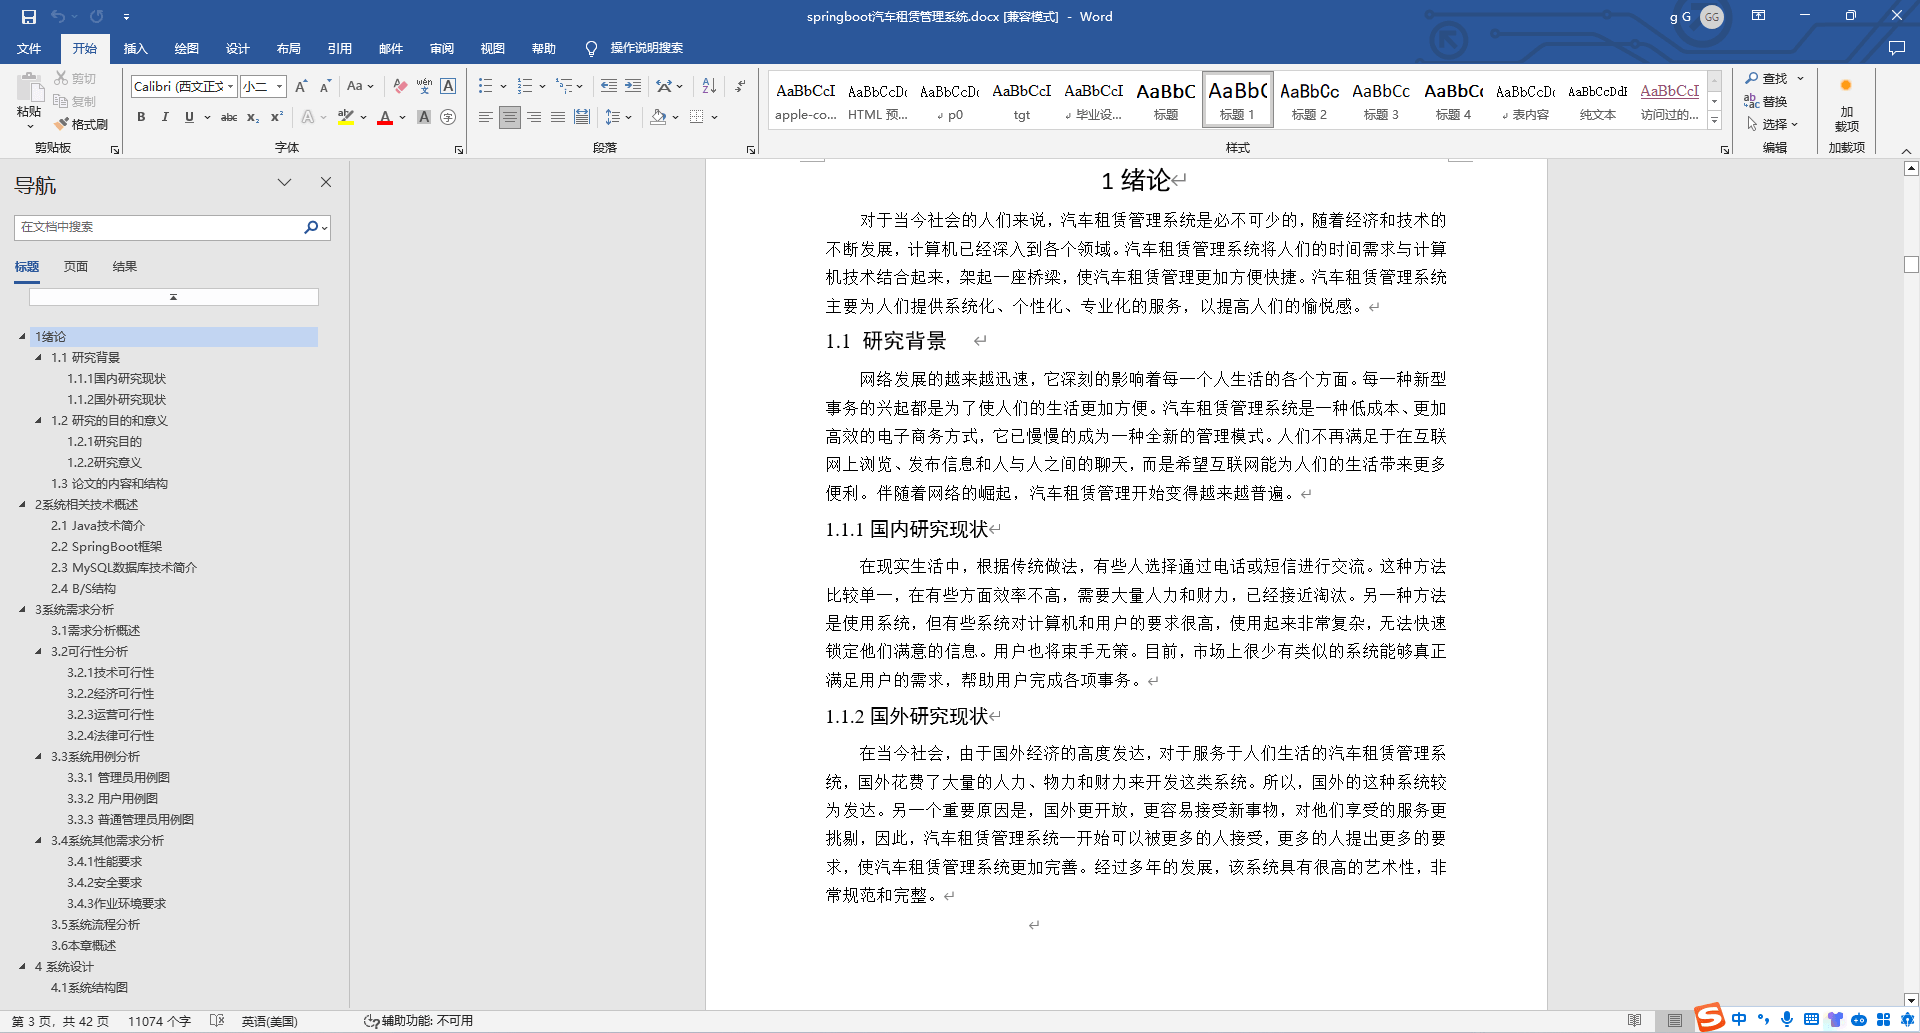 springboot汽车租赁管理系统.docx [兼容模式] - Word
g G
GG
文件 开始 插入 绘图 设计 布局 引用 邮件 审阅 视图 帮助 操作说明搜索
粘贴
剪切
复制
格式刷
剪贴板
Calibri (西文正文 小二
字体
段落
AaBbCcI apple-co...
AaBbCcDc HTML 预...
AaBbCcDc p0
AaBbCcI tgt
AaBbCcI 毕业设...
AaBbC 标题
AaBbC 标题 1
AaBbCc 标题 2
AaBbCc 标题 3
AaBbCc 标题 4
AaBbCcDc 表内容
AaBbCcDdI 纯文本
AaBbCcI 访问过的...
样式
查找
替换
选择
编辑
加
载项
加载项
导航
在文档中搜索
标题 页面 结果
1绪论
1.1 研究背景
1.1.1国内研究现状
1.1.2国外研究现状
1.2 研究的目的和意义
1.2.1研究目的
1.2.2研究意义
1.3 论文的内容和结构
2系统相关技术概述
2.1 Java技术简介
2.2 SpringBoot框架
2.3 MySQL数据库技术简介
2.4 B/S结构
3系统需求分析
3.1需求分析概述
3.2可行性分析
3.2.1技术可行性
3.2.2经济可行性
3.2.3运营可行性
3.2.4法律可行性
3.3系统用例分析
3.3.1 管理员用例图
3.3.2 用户用例图
3.3.3 普通管理员用例图
3.4系统其他需求分析
3.4.1性能要求
3.4.2安全要求
3.4.3作业环境要求
3.5系统流程分析
3.6本章概述
4 系统设计
4.1系统结构图
1 绪论
对于当今社会的人们来说，汽车租赁管理系统是必不可少的，随着经济和技术的
不断发展，计算机已经深入到各个领域。汽车租赁管理系统将人们的时间需求与计算
机技术结合起来，架起一座桥梁，使汽车租赁管理更加方便快捷。汽车租赁管理系统
主要为人们提供系统化、个性化、专业化的服务，以提高人们的愉悦感。
1.1 研究背景
网络发展的越来越迅速，它深刻的影响着每一个人生活的各个方面。每一种新型
事务的兴起都是为了使人们的生活更加方便。汽车租赁管理系统是一种低成本、更加
高效的电子商务方式，它已慢慢的成为一种全新的管理模式。人们不再满足于在互联
网上浏览、发布信息和人与人之间的聊天，而是希望互联网能为人们的生活带来更多
便利。伴随着网络的崛起，汽车租赁管理开始变得越来越普遍。
1.1.1 国内研究现状
在现实生活中，根据传统做法，有些人选择通过电话或短信进行交流。这种方法
比较单一，在有些方面效率不高，需要大量人力和财力，已经接近淘汰。另一种方法
是使用系统，但有些系统对计算机和用户的要求很高，使用起来非常复杂，无法快速
锁定他们满意的信息。用户也将束手无策。目前，市场上很少有类似的系统能够真正
满足用户的需求，帮助用户完成各项事务。
1.1.2 国外研究现状
在当今社会，由于国外经济的高度发达，对于服务于人们生活的汽车租赁管理系
统，国外花费了大量的人力、物力和财力来开发这类系统。所以，国外的这种系统较
为发达。另一个重要原因是，国外更开放，更容易接受新事物，对他们享受的服务更
挑剔，因此，汽车租赁管理系统一开始可以被更多的人接受，更多的人提出更多的要
求，使汽车租赁管理系统更加完善。经过多年的发展，该系统具有很高的艺术性，非
常规范和完整。
第 3 页，共 42 页 11074 个字 英语(美国) 辅助功能: 不可用
中